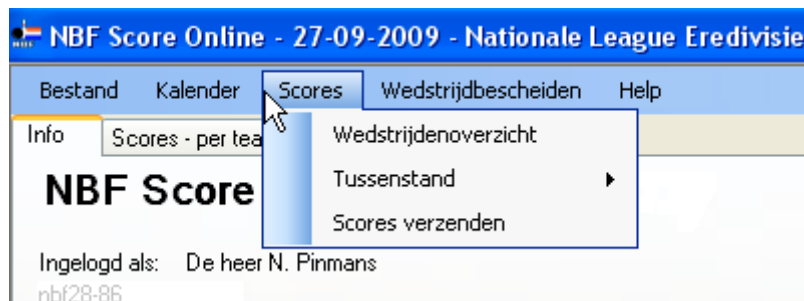 NBF Score Online - 27-09-2009 - Nationale League Eredivisie
Bestand Kalender Scores Wedstrijdbescheiden Help
Info Scores - per tea
Wedstrijdenoverzicht
NBF Score
Tussenstand
Scores verzenden
Ingelogd als: De heer N. Pinmans
nbf28-86